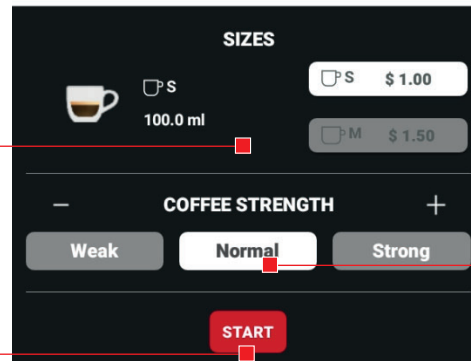 SIZES
S $ 1.00
S
100.0 ml
M $ 1.50
− COFFEE STRENGTH +
Weak Normal Strong
START